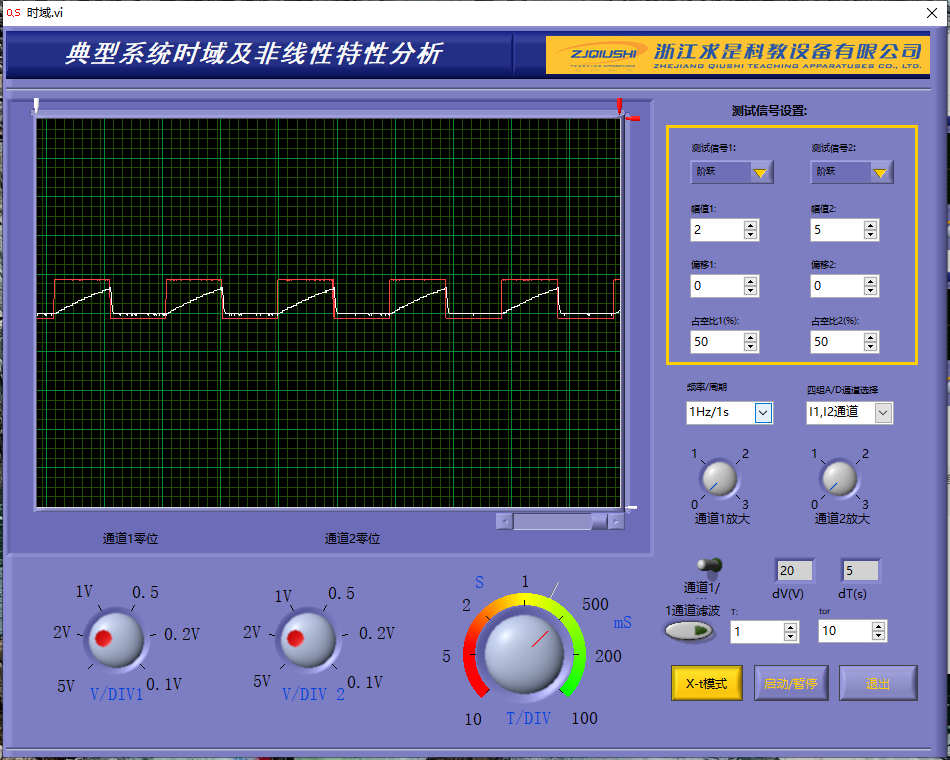 时域.vi
典型系统时域及非线性特性分析
ZJQIUSHI
浙江求是科教设备有限公司
ZHEJIANG QIUSHI TEACHING APPARATUSES CO., LTD.
测试信号设置:
测试信号1:
测试信号2:
阶跃
阶跃
幅值1:
幅值2:
2
5
偏移1:
偏移2:
0
0
占空比1(%):
占空比2(%):
50
50
频率/周期
四组A/D通道选择
1Hz/1s
I1,I2通道
1 2
0 3
通道1放大
1 2
0 3
通道2放大
通道1零位
通道2零位
1V 0.5
2V 0.2V
5V 0.1V
V/DIV1
1V 0.5
2V 0.2V
5V 0.1V
V/DIV 2
S 1
2 500
mS
5 200
10 T/DIV 100
通道1/
...
1通道滤波
20
5
dV(V)
dT(s)
T:
tor
1
10
X-t模式
启动/暂停
退出